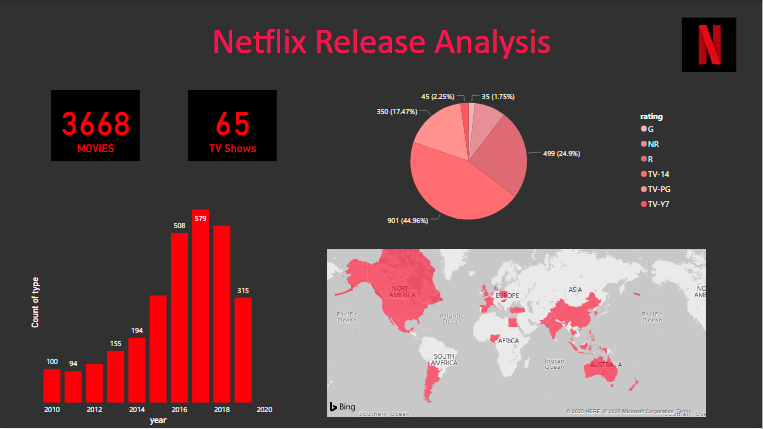 Netflix Release Analysis
N
3668
MOVIES
65
TV Shows
45 (2.25%)
35 (1.75%)
350 (17.47%)
499 (24.9%)
901 (44.96%)
rating
G
NR
R
TV-14
TV-PG
TV-Y7
Count of type
579
508
315
194
155
100
94
2010
2012
2014
2016
2018
2020
year
NORT
AMERICA
EUROPE
ASIA
NO
AME
Pacific
Ocean
Atlantic
Ocean
Pacific
Ocean
AFRICA
SOUTH
AMERICA
Indian
Ocean
AUSTRALIA
Bing
Southern Ocean
© 2020 HERE, © 2020 Microsoft Corporation Terms